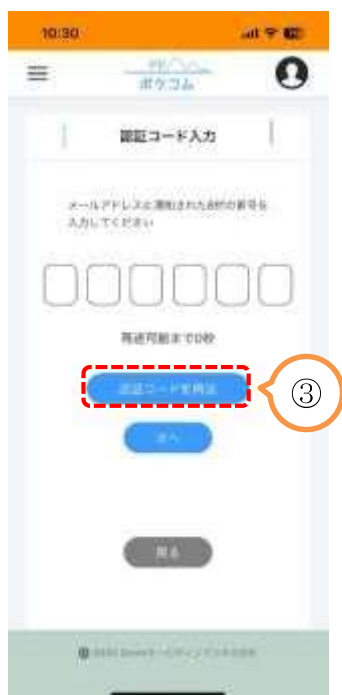 10:30
ポケコム
認証コード入力
メールアドレスに通知された6桁の番号を
入力してください
再送可能まで0秒
認証コードを再送
③
次へ
戻る